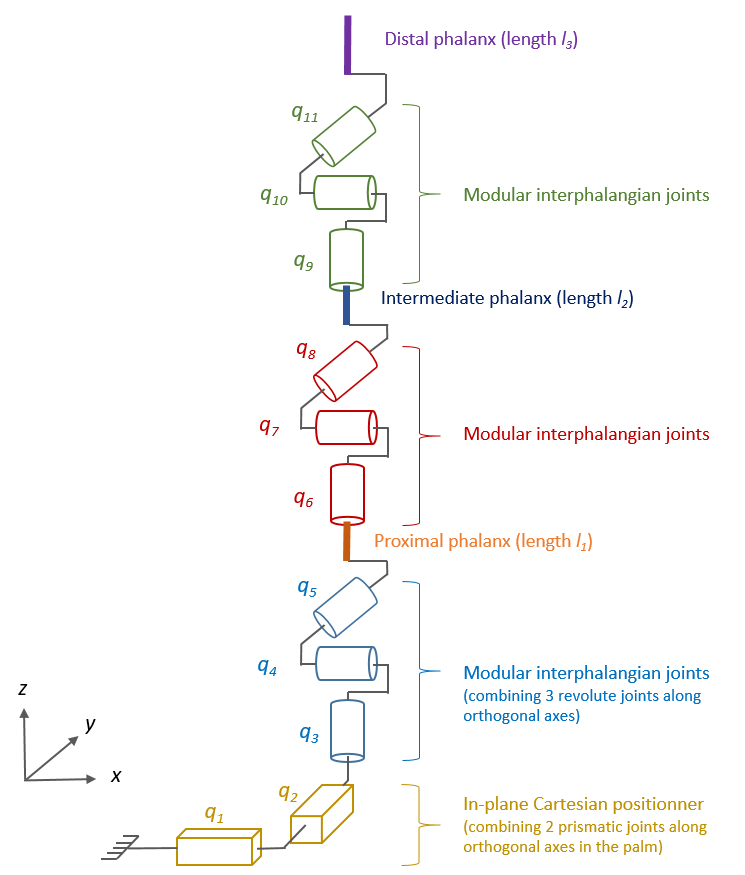 Distal phalanx (length l3)
q11
q10
Modular interphalangian joints
q9
Intermediate phalanx (length l2)
q8
q7
Modular interphalangian joints
q6
Proximal phalanx (length l1)
q5
q4
Modular interphalangian joints
(combining 3 revolute joints along
orthogonal axes)
q3
z
y
x
q2
q1
In-plane Cartesian positionner
(combining 2 prismatic joints along
orthogonal axes in the palm)